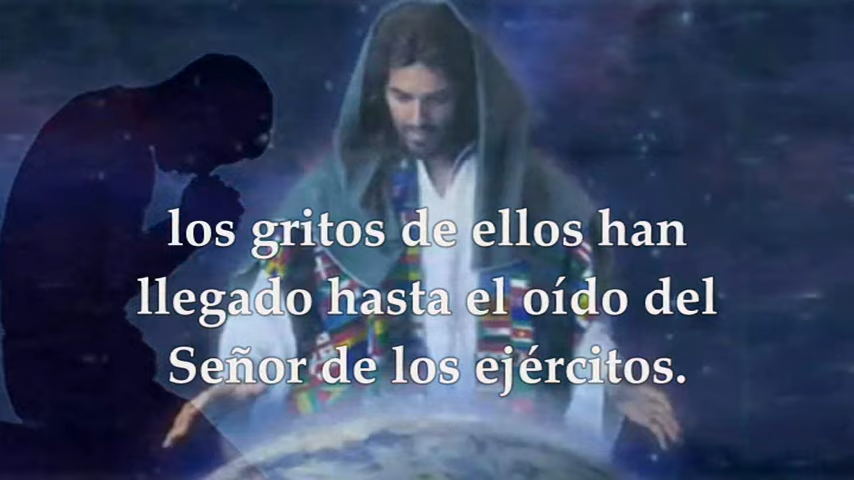 los gritos de ellos han
llegado hasta el oído del
Señor de los ejércitos.